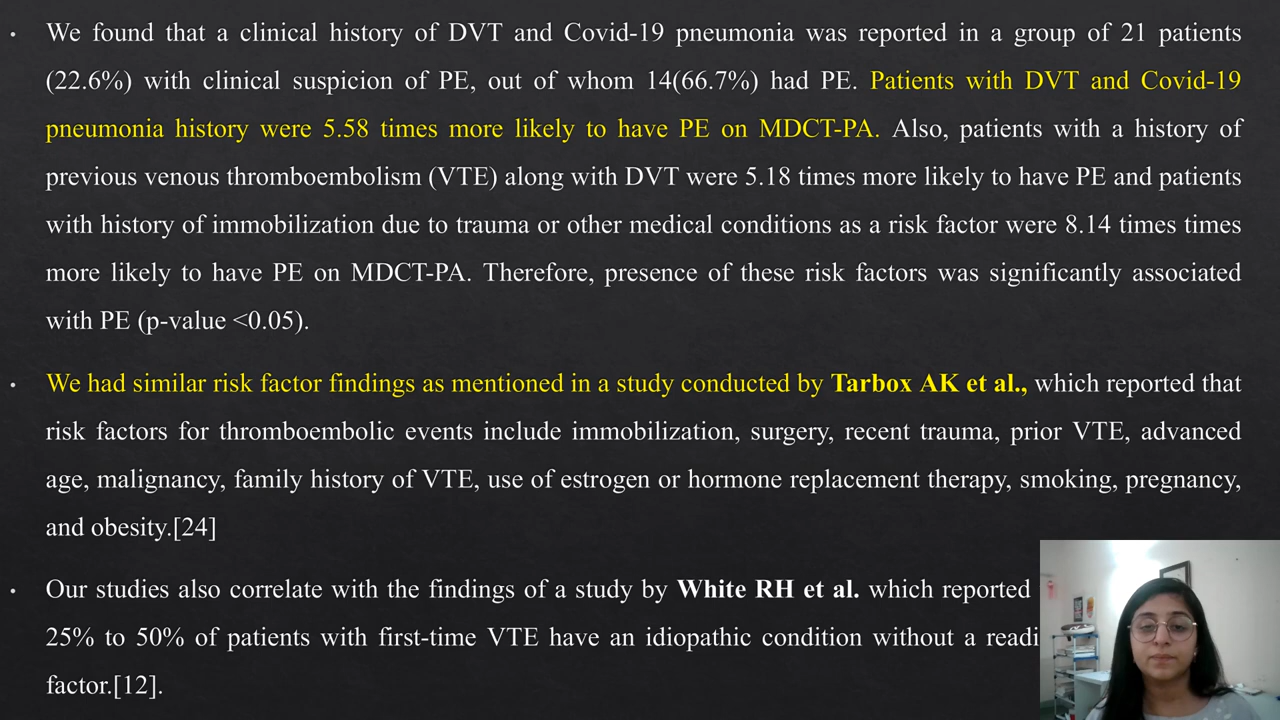 • We found that a clinical history of DVT and Covid-19 pneumonia was reported in a group of 21 patients
(22.6%) with clinical suspicion of PE, out of whom 14(66.7%) had PE. Patients with DVT and Covid-19
pneumonia history were 5.58 times more likely to have PE on MDCT-PA. Also, patients with a history of
previous venous thromboembolism (VTE) along with DVT were 5.18 times more likely to have PE and patients
with history of immobilization due to trauma or other medical conditions as a risk factor were 8.14 times times
more likely to have PE on MDCT-PA. Therefore, presence of these risk factors was significantly associated
with PE (p-value <0.05).
• We had similar risk factor findings as mentioned in a study conducted by Tarbox AK et al., which reported that
risk factors for thromboembolic events include immobilization, surgery, recent trauma, prior VTE, advanced
age, malignancy, family history of VTE, use of estrogen or hormone replacement therapy, smoking, pregnancy,
and obesity.[24]
• Our studies also correlate with the findings of a study by White RH et al. which reported
25% to 50% of patients with first-time VTE have an idiopathic condition without a readi
factor.[12].